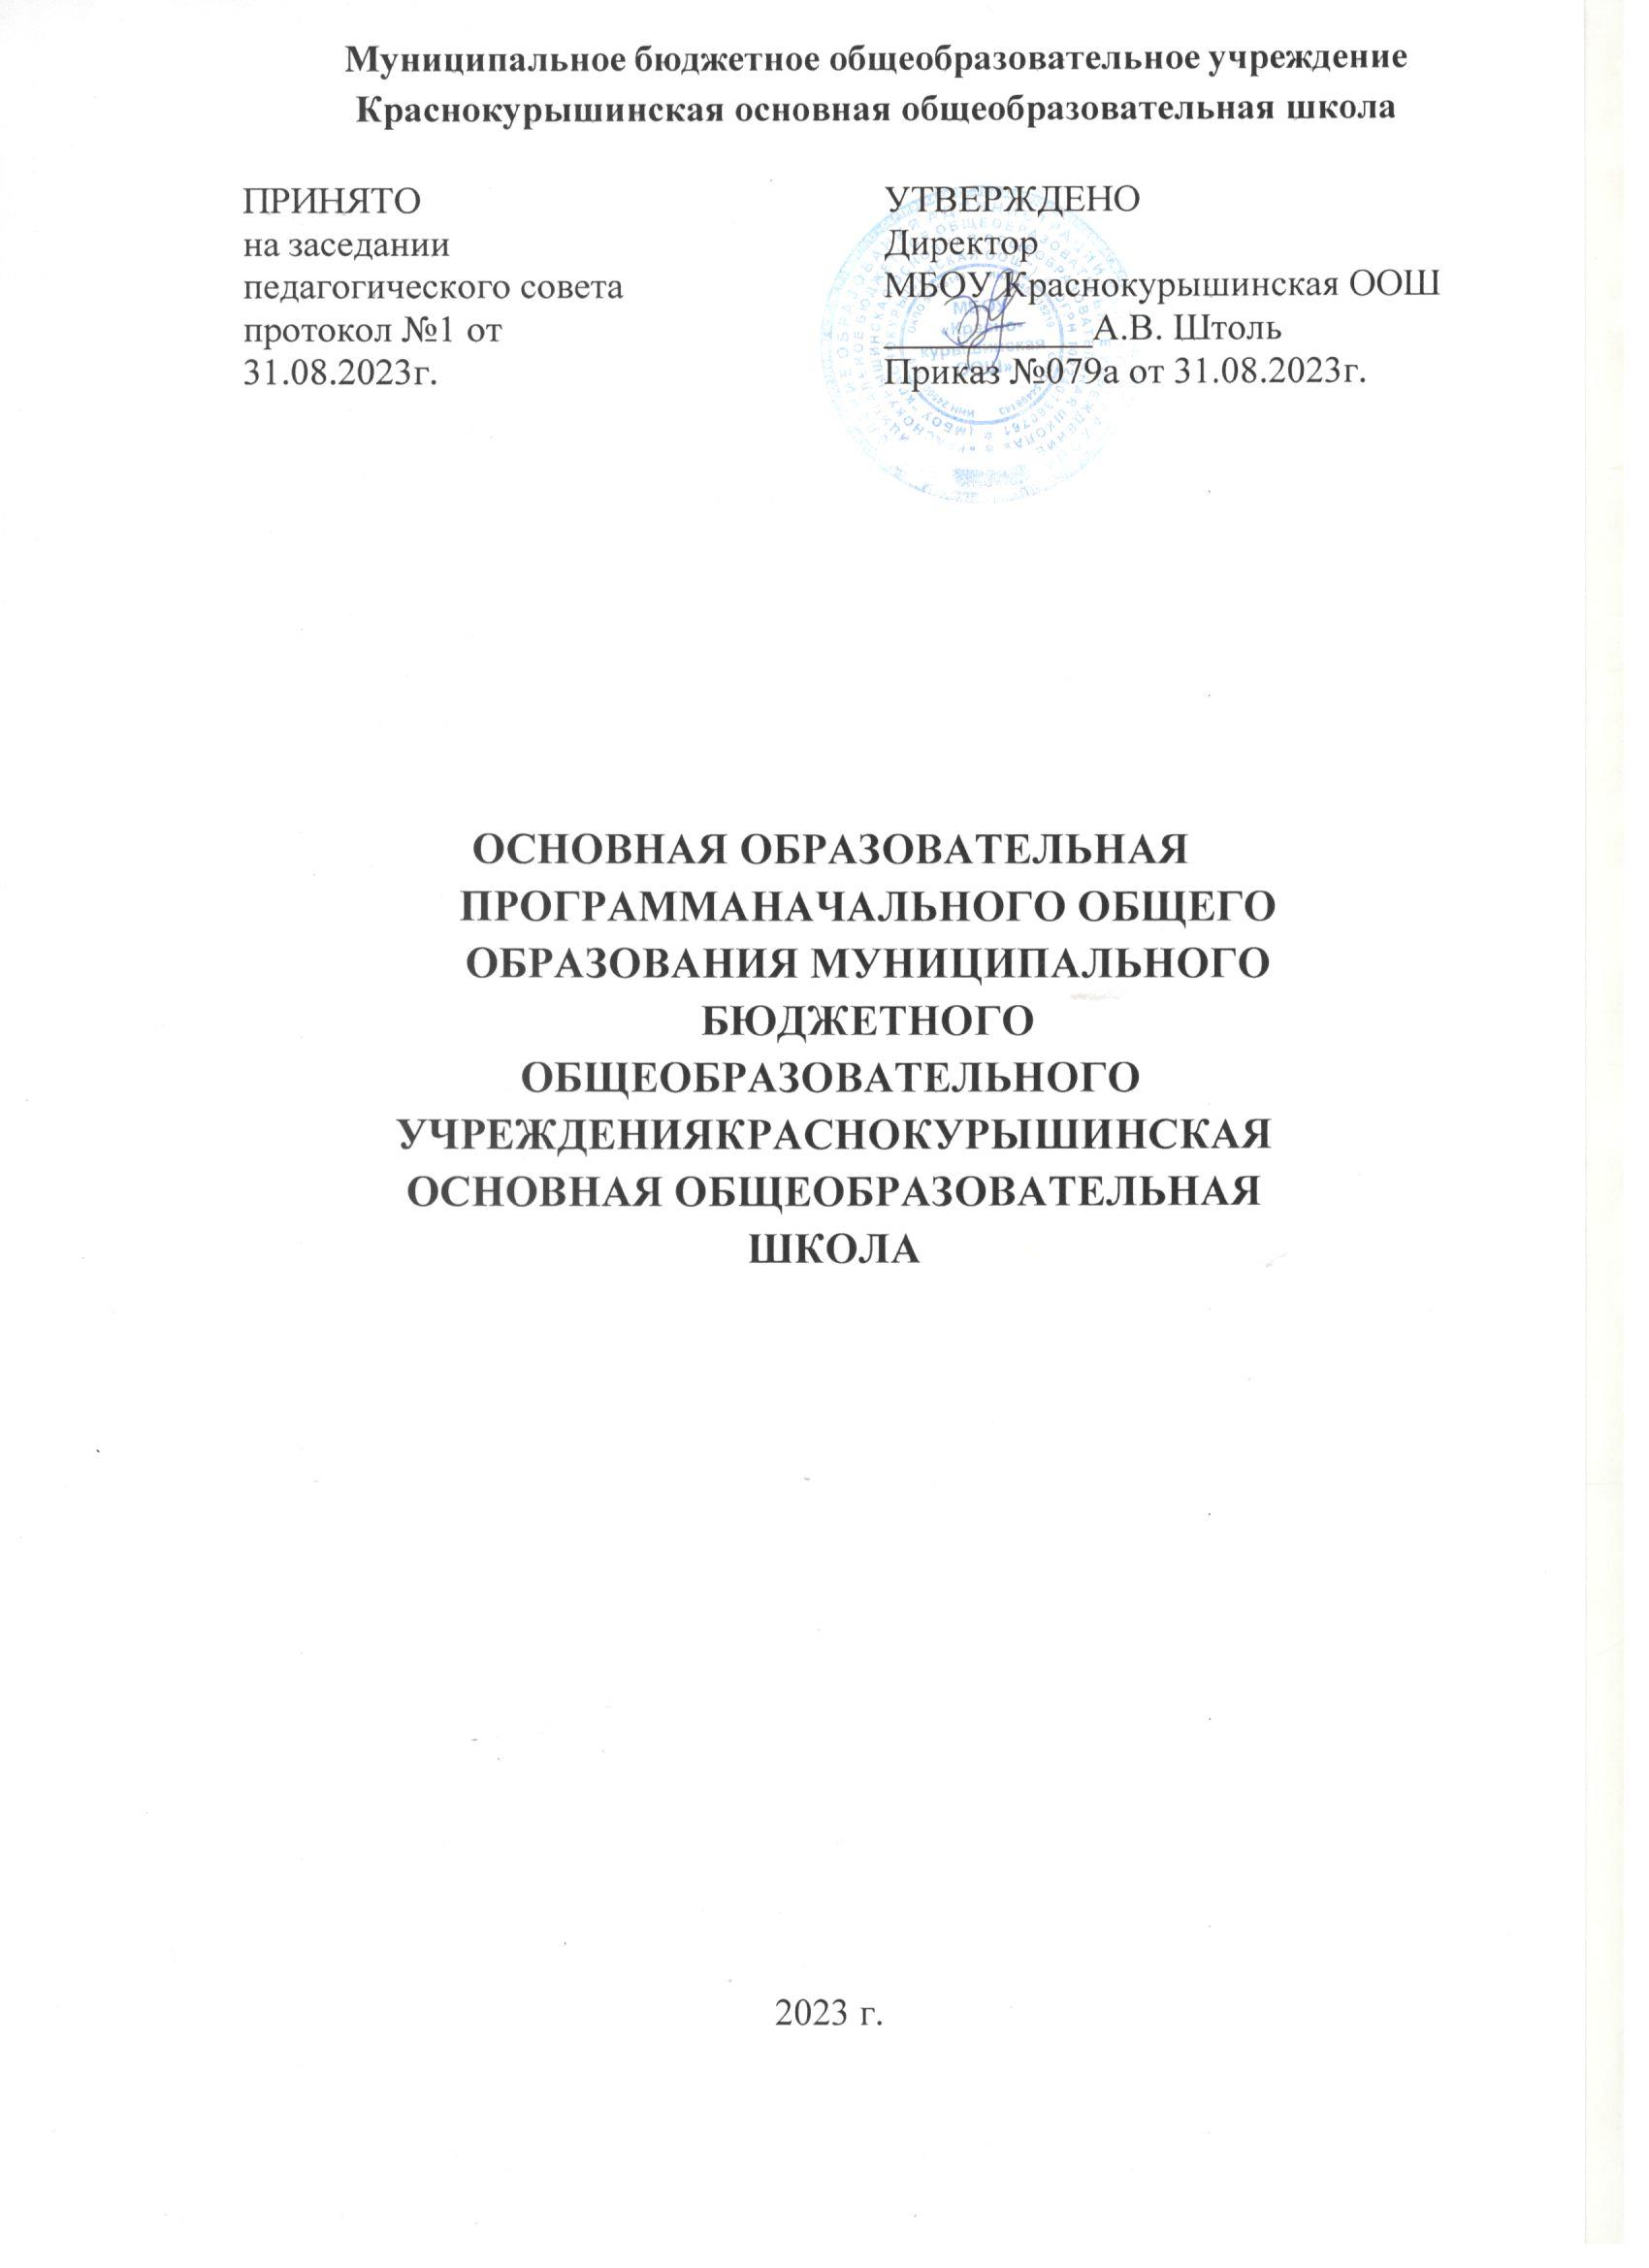 Муниципальное бюджетное общеобразовательное учреждение
Краснокурышинская основная общеобразовательная школа
ПРИНЯТО
на заседании
педагогического совета
протокол №1 от
31.08.2023г.
УТВЕРЖДЕНО
Директор
МБОУ Краснокурышинская ООШ
___________А.В. Штоль
Приказ №079а от 31.08.2023г.
МБОУ
ОСНОВНАЯ ОБРАЗОВАТЕЛЬНАЯ
ПРОГРАММАНАЧАЛЬНОГО ОБЩЕГО
ОБРАЗОВАНИЯ МУНИЦИПАЛЬНОГО
БЮДЖЕТНОГО
ОБЩЕОБРАЗОВАТЕЛЬНОГО
УЧРЕЖДЕНИЯКРАСНОКУРЫШИНСКАЯ
ОСНОВНАЯ ОБЩЕОБРАЗОВАТЕЛЬНАЯ
ШКОЛА
2023 г.